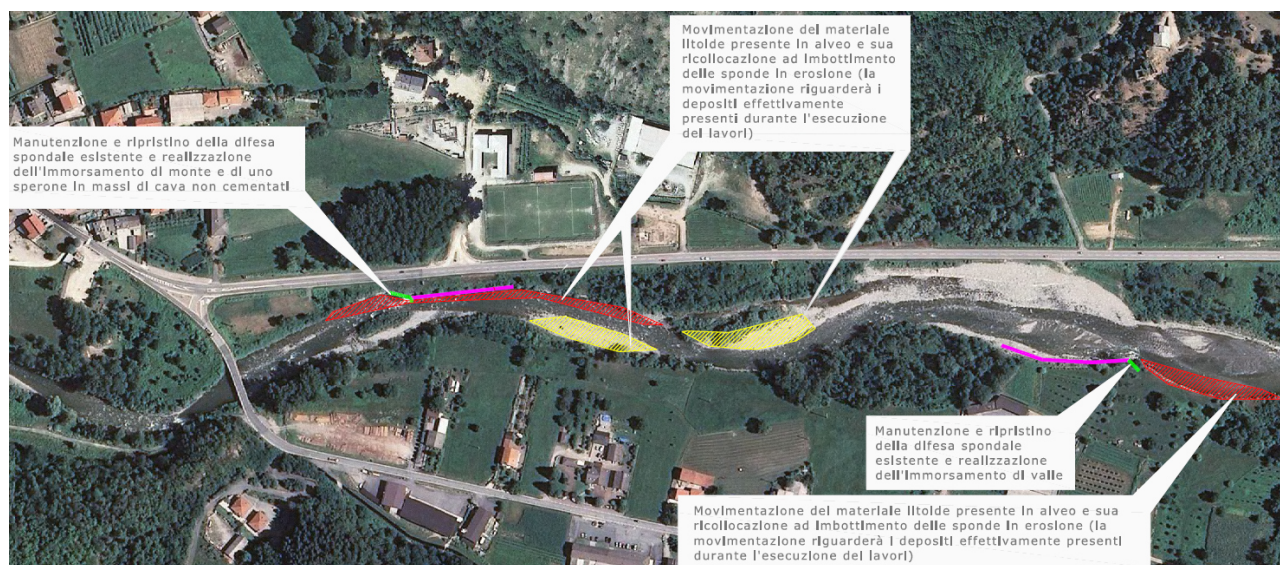 Movimentazione del materiale
litoide presente in alveo e sua
ricollocazione ad imbottimento
delle sponde in erosione (la
movimentazione riguarderà i
depositi effettivamente
presenti durante l'esecuzione
dei lavori)
Manutenzione e ripristino della difesa
spondale esistente e realizzazione
dell'immorsamento di monte e di uno
sperone in massi di cava non cementati
Manutenzione e ripristino
della difesa spondale
esistente e realizzazione
dell'immorsamento di valle
Movimentazione del materiale litoide presente in alveo e sua
ricollocazione ad imbottimento delle sponde in erosione (la
movimentazione riguarderà i depositi effettivamente presenti
durante l'esecuzione dei lavori)